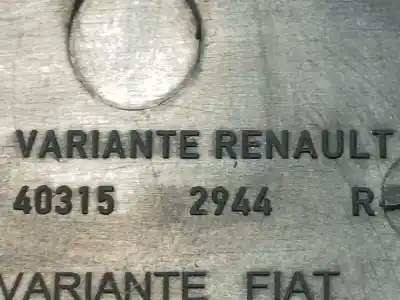 VARIANTE RENAULT
40315 2944 R-
VARIANTE FIAT